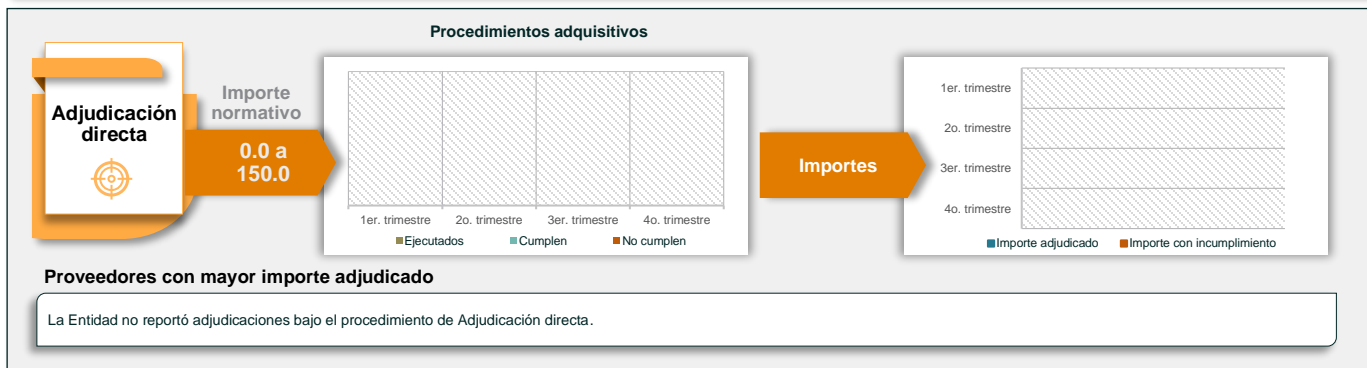 Procedimientos adquisitivos
Adjudicación
directa
Importe
normativo
0.0 a
150.0
1er. trimestre
2o. trimestre
3er. trimestre
4o. trimestre
Ejecutados
Cumplen
No cumplen
Importes
1er. trimestre
2o. trimestre
3er. trimestre
4o. trimestre
Importe adjudicado
Importe con incumplimiento
Proveedores con mayor importe adjudicado
La Entidad no reportó adjudicaciones bajo el procedimiento de Adjudicación directa.